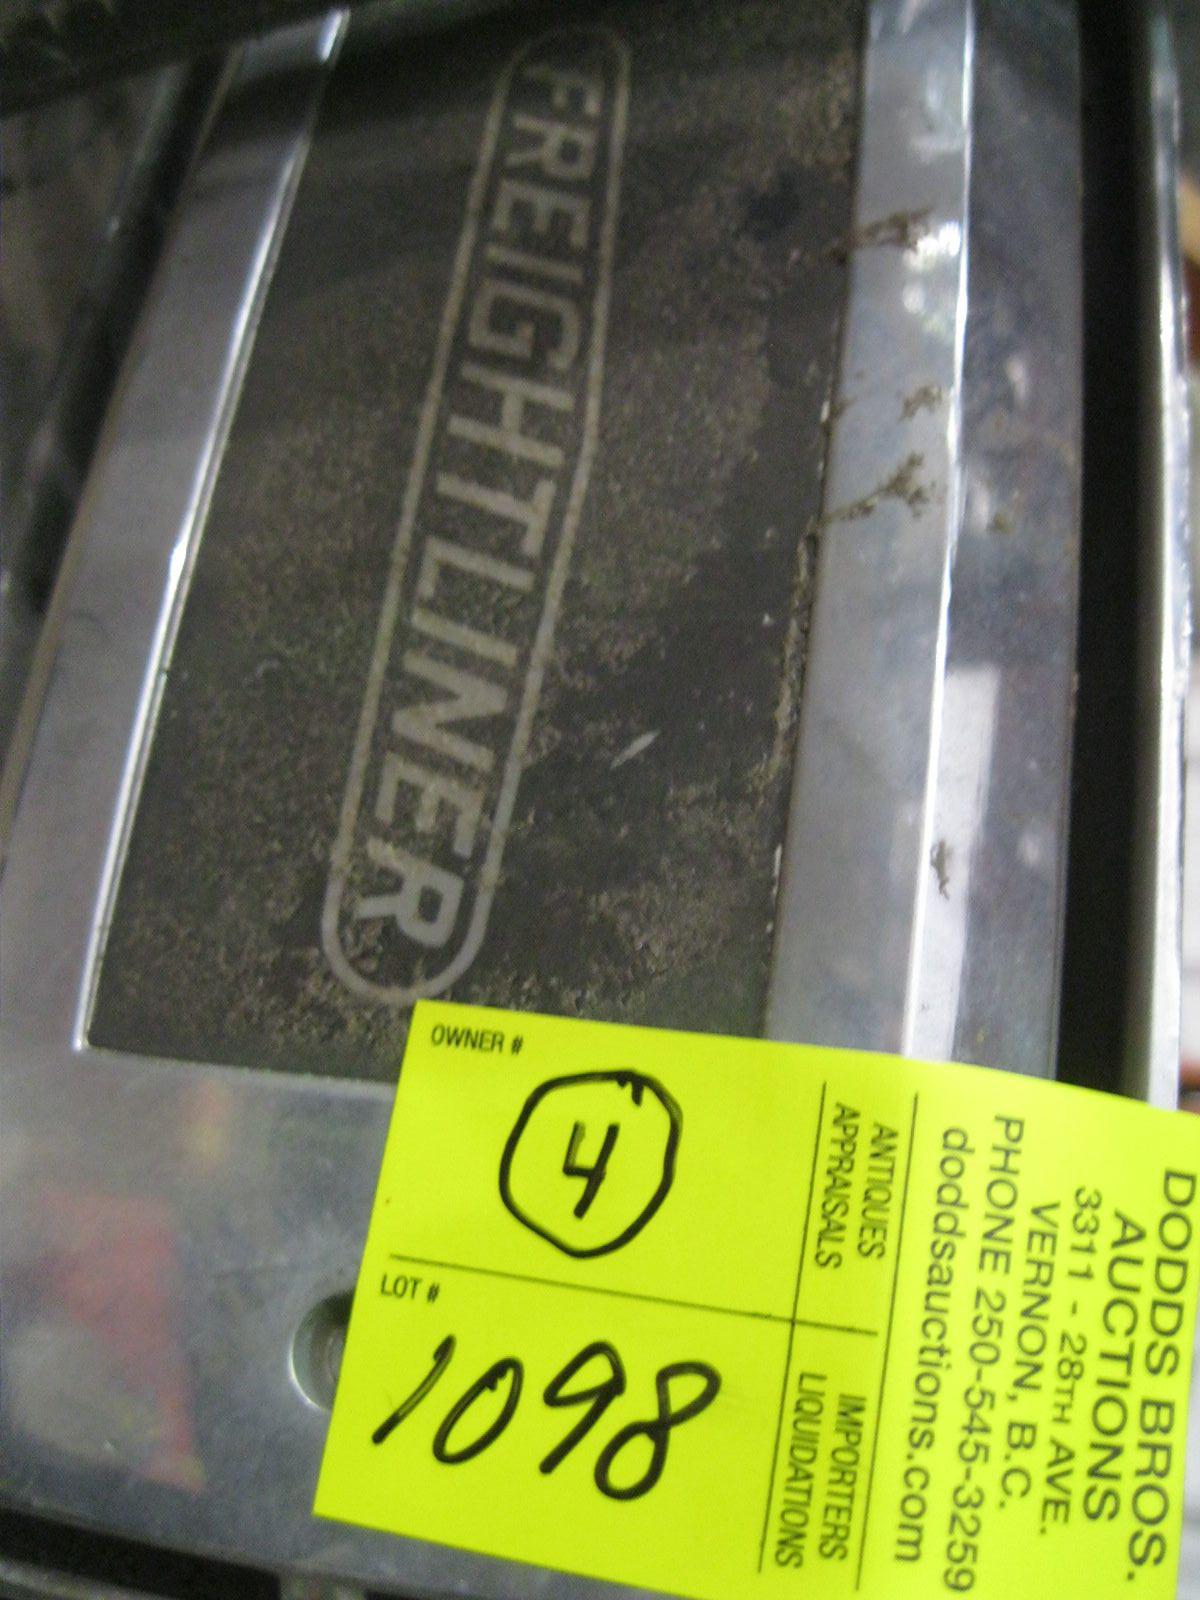 FREIGHTLINER
DODDS BROS.
AUCTIONS
3311 - 28TH AVE.
VERNON, B.C.
PHONE 250-545-3259
doddsauctions.com
ANTIQUES
APPRAISALS
IMPORTERS
LIQUIDATIONS
OWNER #
4
LOT #
1098